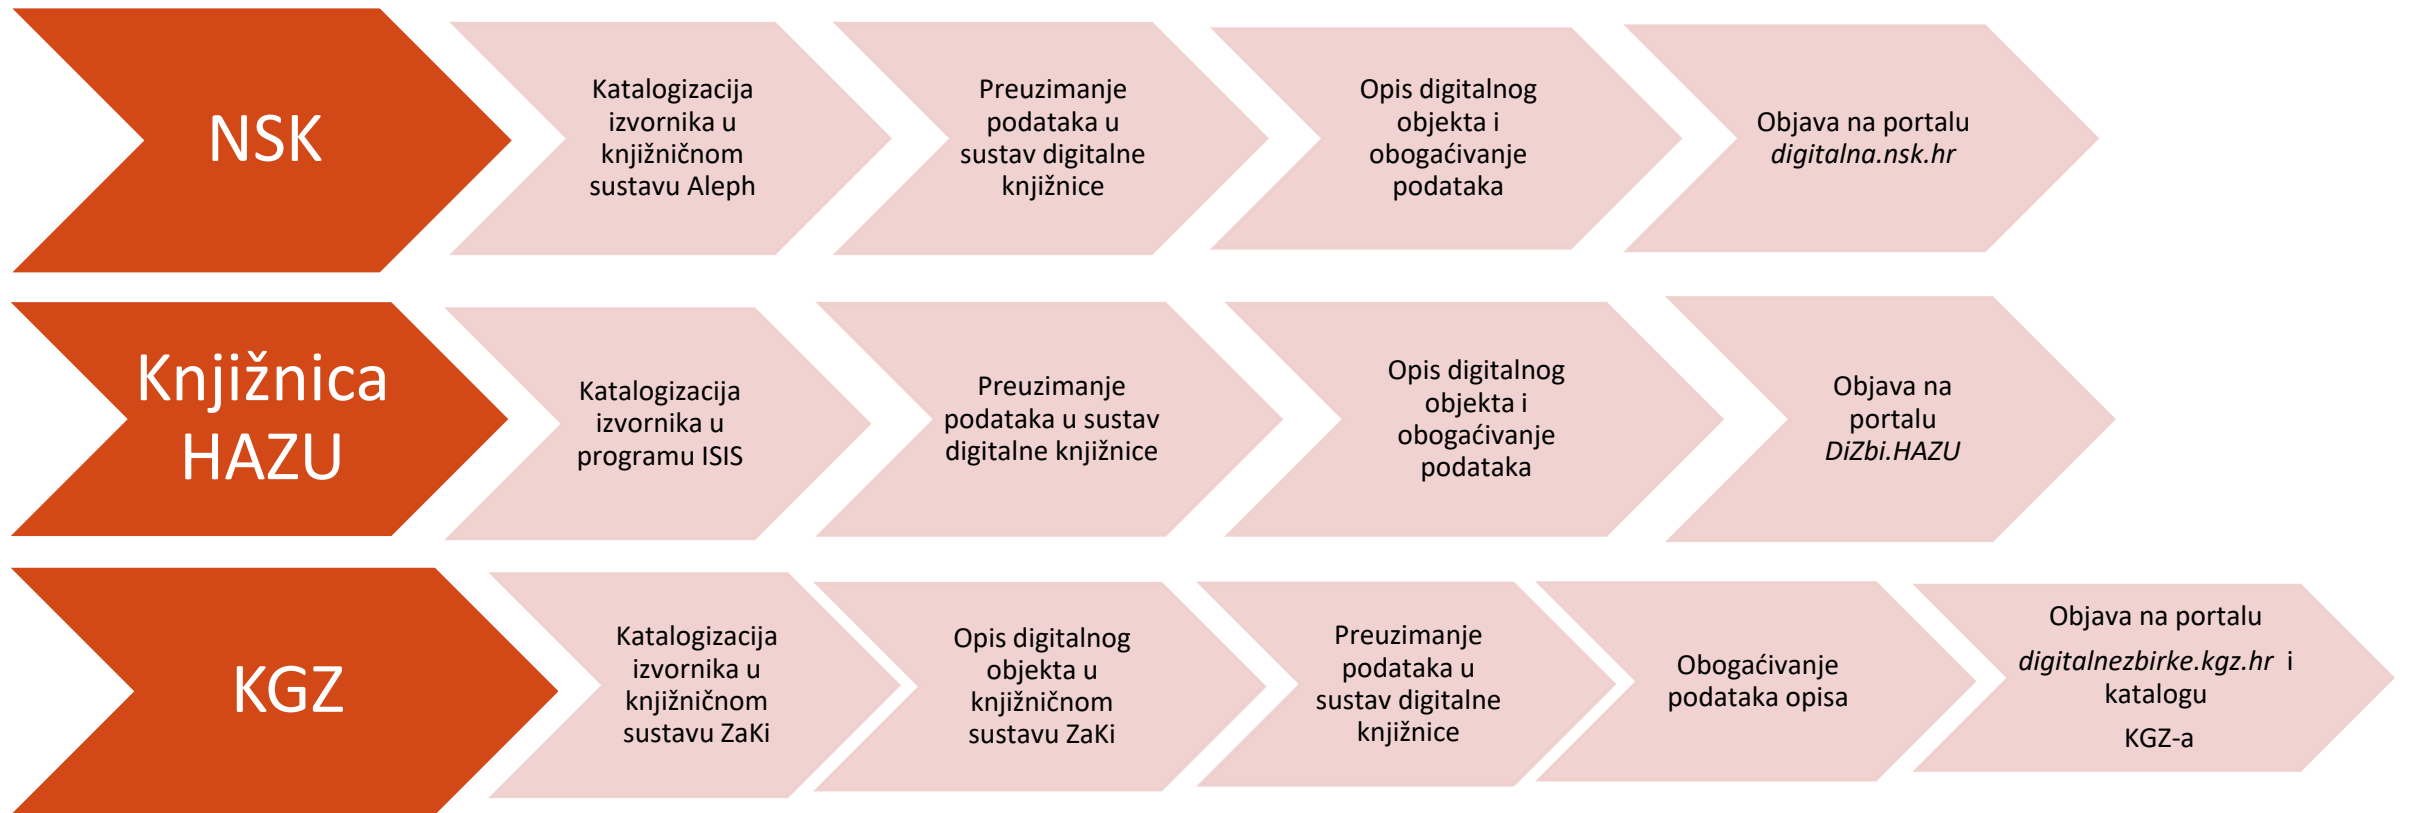 NSK
Katalogizacija
izvornika u
knjižničnom
sustavu Aleph
Preuzimanje
podataka u
sustav digitalne
knjižnice
Opis digitalnog
objekta i
obogaćivanje
podataka
Objava na portalu
digitalna.nsk.hr
Knjižnica
HAZU
Katalogizacija
izvornika u
programu ISIS
Preuzimanje
podataka u sustav
digitalne knjižnice
Opis digitalnog
objekta i
obogaćivanje
podataka
Objava na
portalu
DiZbi.HAZU
KGZ
Katalogizacija
izvornika u
knjižničnom
sustavu ZaKi
Opis digitalnog
objekta u
knjižničnom
sustavu ZaKi
Preuzimanje
podataka u
sustav digitalne
knjižnice
Obogaćivanje
podataka opisa
Objava na portalu
digitalnezbirke.kgz.hr i
katalogu
KGZ-a